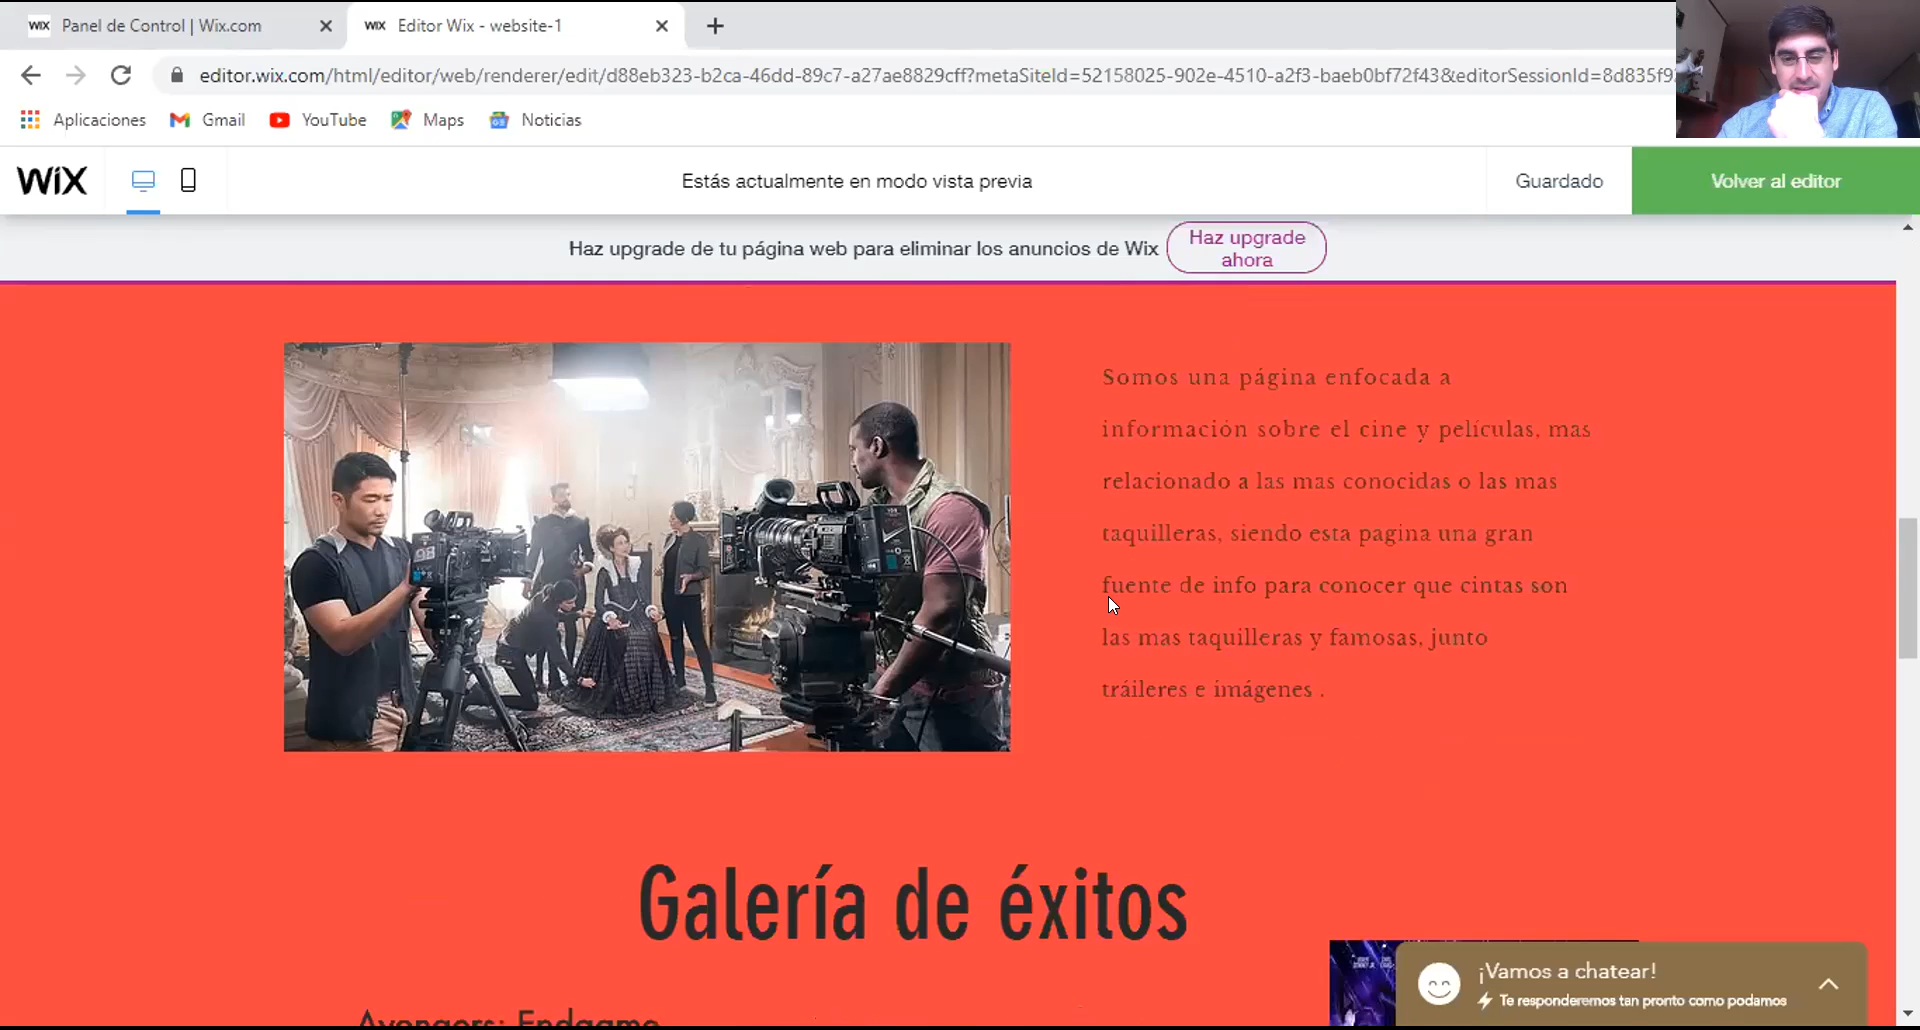 WIX Panel de Control | Wix.com
WIX Editor Wix - website-1
editor.wix.com/html/editor/web/renderer/edit/d88eb323-b2ca-46dd-89c7-a27ae8829cff?metaSiteId=52158025-902e-4510-a2f3-baeb0bf72f43&editorSessionId=8d835f9
Aplicaciones Gmail YouTube Maps Noticias
WiX Estás actualmente en modo vista previa Guardado Volver al editor
Haz upgrade de tu página web para eliminar los anuncios de Wix
Haz upgrade
ahora
Somos una página enfocada a
información sobre el cine y películas, mas
relacionado a las mas conocidas o las mas
taquilleras, siendo esta pagina una gran
fuente de info para conocer que cintas son
las mas taquilleras y famosas, junto
tráileres e imágenes .
Galería de éxitos
Avengers: Endgame
¡Vamos a chatear!
Te responderemos tan pronto como podamos